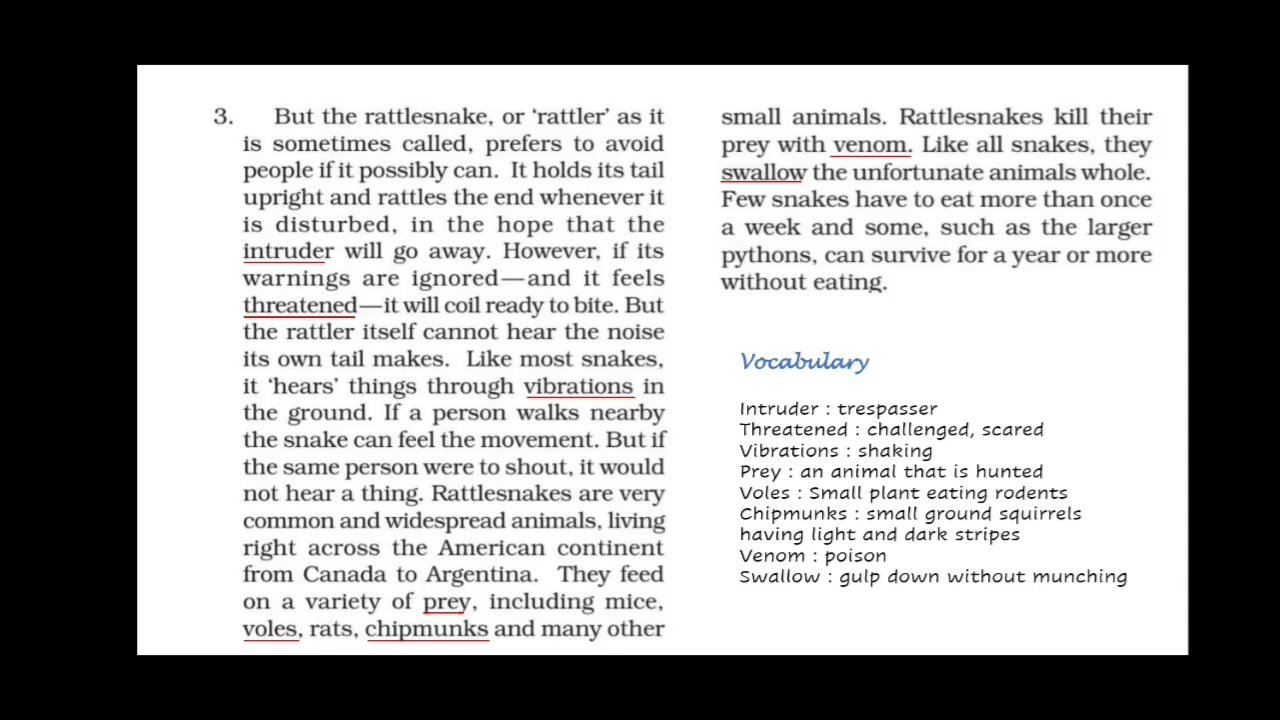 3. But the rattlesnake, or ‘rattler’ as it
is sometimes called, prefers to avoid
people if it possibly can. It holds its tail
upright and rattles the end whenever it
is disturbed, in the hope that the
intruder will go away. However, if its
warnings are ignored—and it feels
threatened—it will coil ready to bite. But
the rattler itself cannot hear the noise
its own tail makes. Like most snakes,
it ‘hears’ things through vibrations in
the ground. If a person walks nearby
the snake can feel the movement. But if
the same person were to shout, it would
not hear a thing. Rattlesnakes are very
common and widespread animals, living
right across the American continent
from Canada to Argentina. They feed
on a variety of prey, including mice,
voles, rats, chipmunks and many other
small animals. Rattlesnakes kill their
prey with venom. Like all snakes, they
swallow the unfortunate animals whole.
Few snakes have to eat more than once
a week and some, such as the larger
pythons, can survive for a year or more
without eating.
Vocabulary
Intruder : trespasser
Threatened : challenged, scared
Vibrations : shaking
Prey : an animal that is hunted
Voles : Small plant eating rodents
Chipmunks : small ground squirrels
having light and dark stripes
Venom : poison
Swallow : gulp down without munching